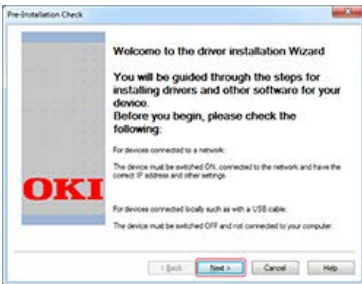 Pre-Installation Check
Welcome to the driver installation Wizard
You will be guided through the steps for
installing drivers and other software for your
device.
Before you begin, please check the
following:
For devices connected to a network:
The device must be switched ON, connected to the network and have the
correct IP address and other settings.
OKI
For devices connected locally such as with a USB cable:
The device must be switched OFF and not connected to your computer.
< Back
Next >
Cancel
Help